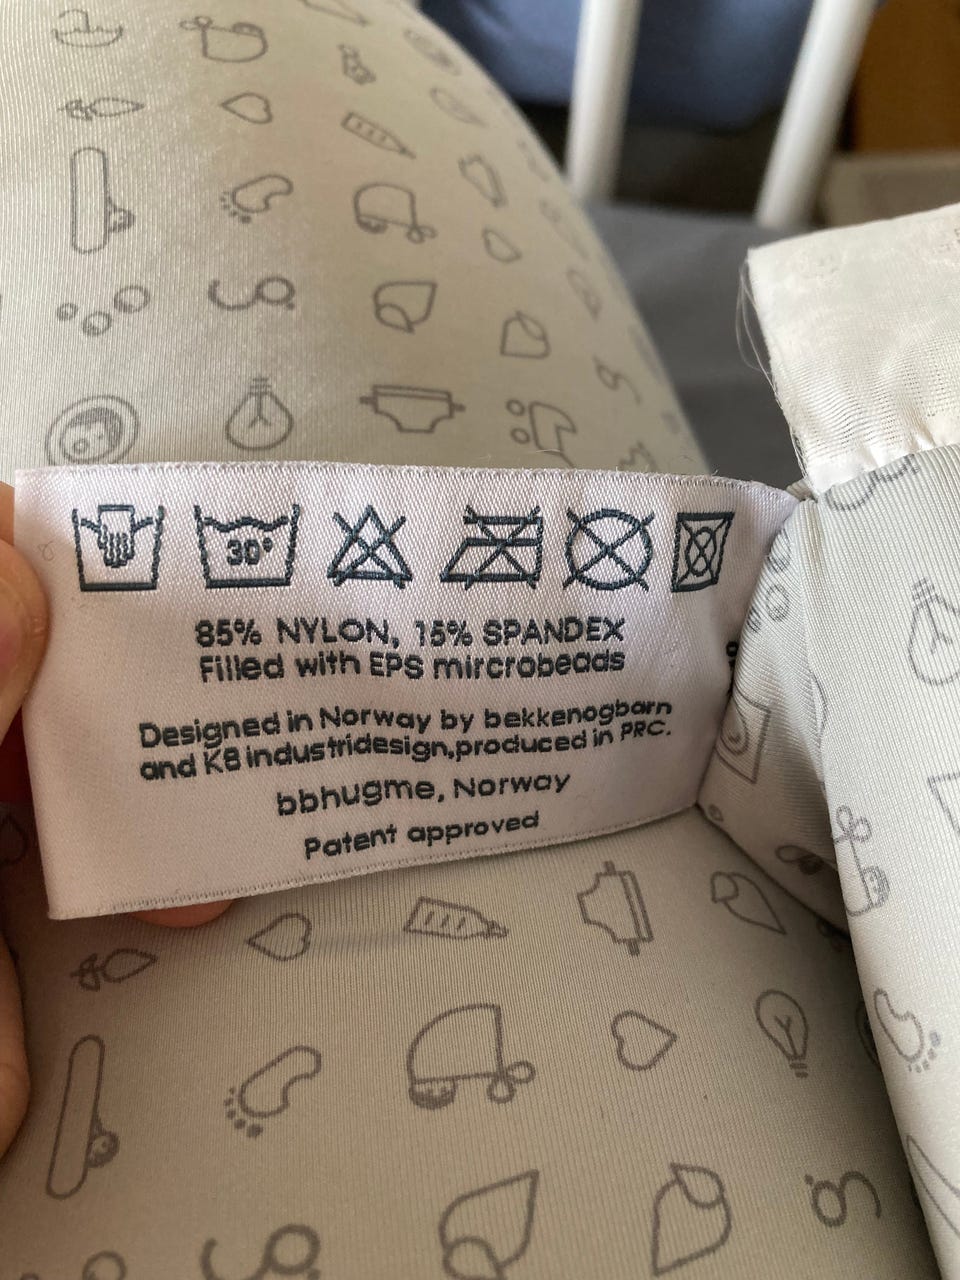 30°
85% NYLON, 15% SPANDEX
Filled with EPS mircrobeads
Designed in Norway by bekkenogbarn
and K8 industridesign,produced in PRC.
bbhugme, Norway
Patent approved